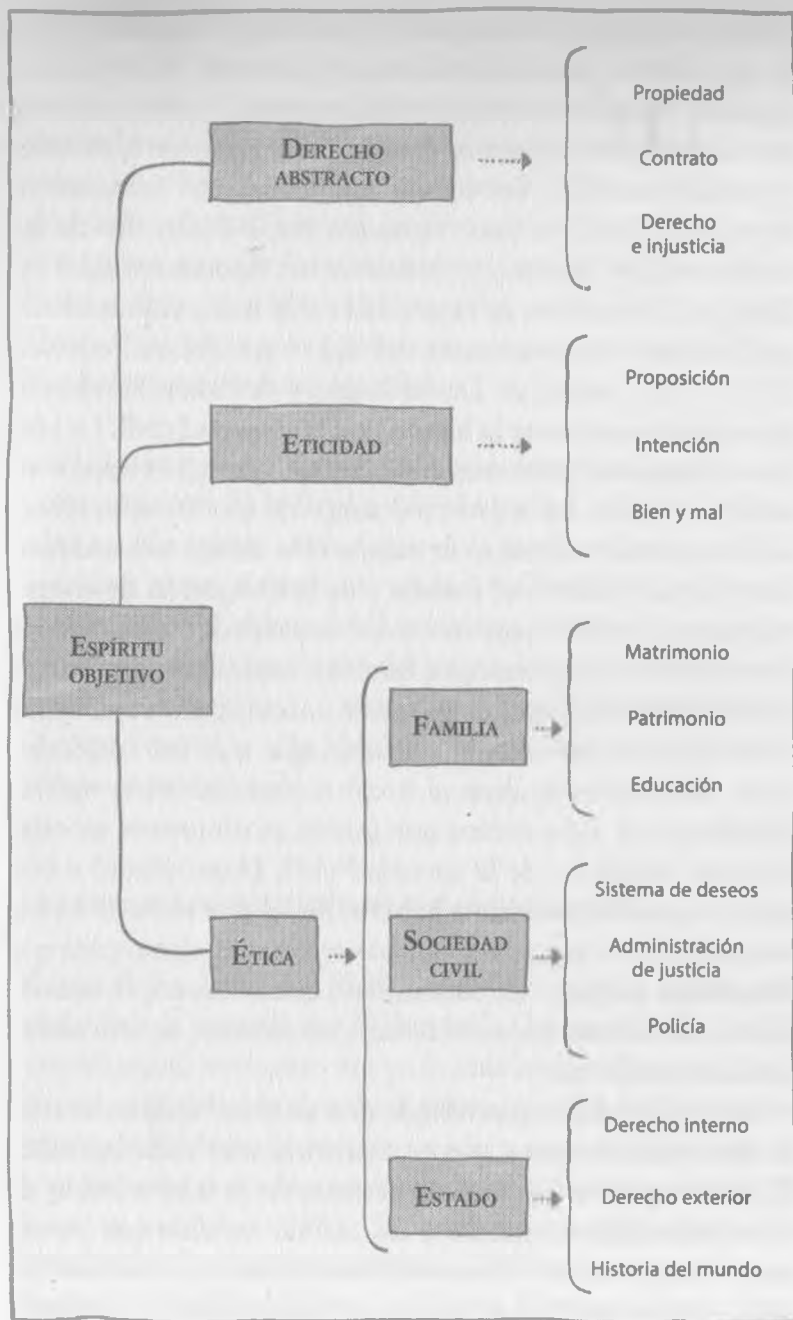 DERECHO
ABSTRACTO
Propiedad
Contrato
Derecho
e injusticia
ETICIDAD
Proposición
Intención
Bien y mal
ESPÍRITU
OBJETIVO
FAMILIA
Matrimonio
Patrimonio
Educación
ÉTICA
SOCIEDAD
CIVIL
Sistema de deseos
Administración
de justicia
Policía
ESTADO
Derecho interno
Derecho exterior
Historia del mundo